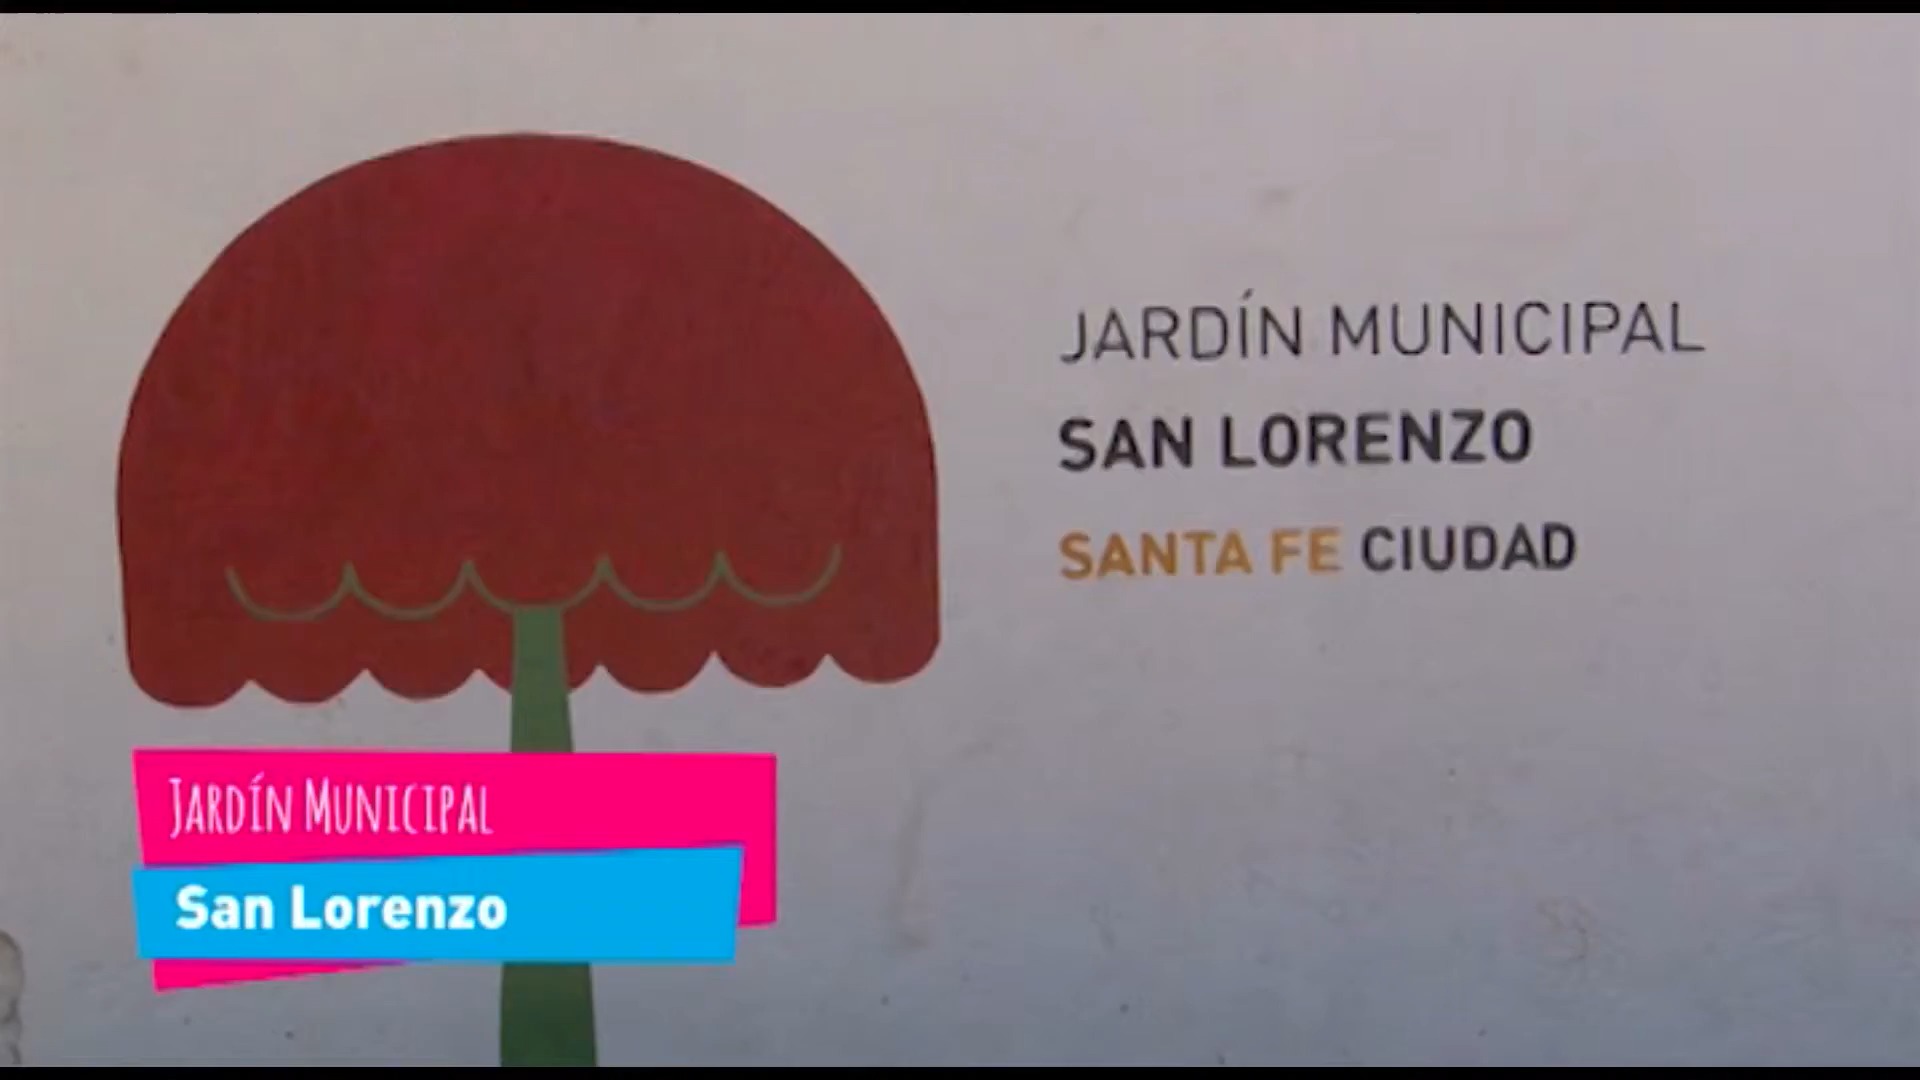 JARDÍN MUNICIPAL
SAN LORENZO
SANTA FE CIUDAD
Jardín Municipal
San Lorenzo